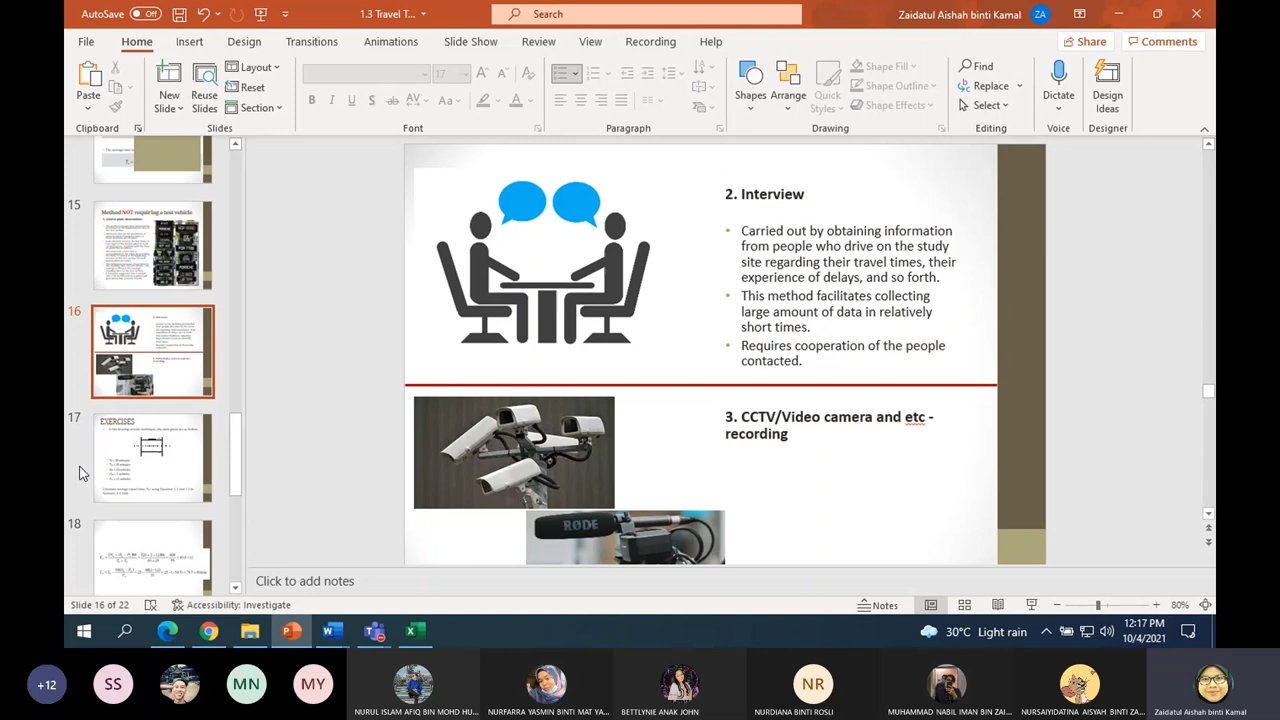 AutoSave
Off
1.3 Travel T...
Search
Zaidatul Aishah binti Kamal
ZA
File
Home
Insert
Design
Transitions
Animations
Slide Show
Review
View
Recording
Help
Share
Comments
Paste
New
Slide
Reuse
Slides
Layout
Reset
Section
17
Shapes
Arrange
Quick
Styles
Shape Fill
Shape Outline
Shape Effects
Find
Replace
Select
Dictate
Design
Ideas
Clipboard
Slides
Font
Paragraph
Drawing
Editing
Voice
Designer
15
Method NOT requiring a test vehicle
16
17
EXERCISES
18
2. Interview
• Carried out by obtaining information
from people who drive on the study
site regarding their travel times, their
experience of delays, and so forth.
• This method facilitates collecting
large amount of data in relatively
short times.
• Requires cooperation of the people
contacted.
3. CCTV/Video camera and etc -
recording
RØDE
Click to add notes
Slide 16 of 22
Accessibility: Investigate
Notes
80%
30°C Light rain
12:17 PM
10/4/2021
+12
SS
MN
MY
NR
NURUL ISLAM AFIQ BIN MOHD HU...
NURFARRA YASMIN BINTI MAT YA...
BETTLYNIE ANAK JOHN
NURDIANA BINTI ROSLI
MUHAMMAD NABIL IMAN BIN ZAI...
NURSAIYIDATINA AISYAH BINTI ZA...
Zaidatul Aishah binti Kamal